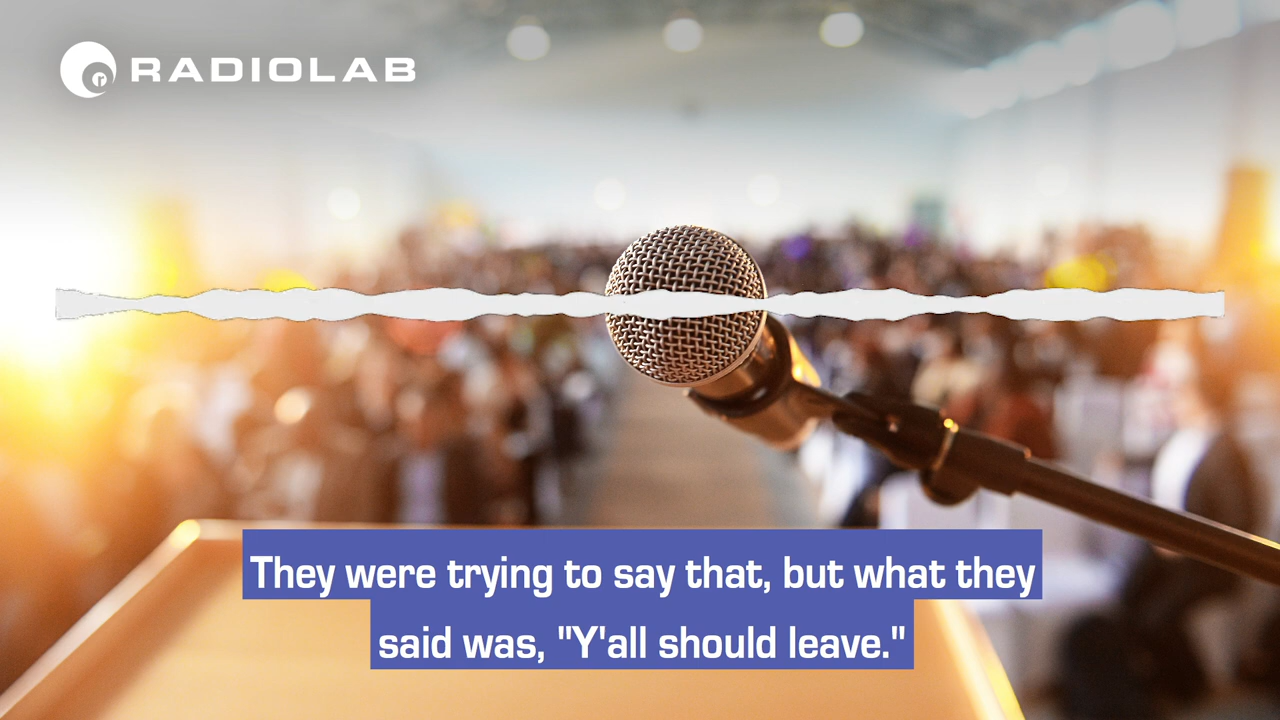 RADIOLAB
They were trying to say that, but what they
said was, "Y'all should leave."